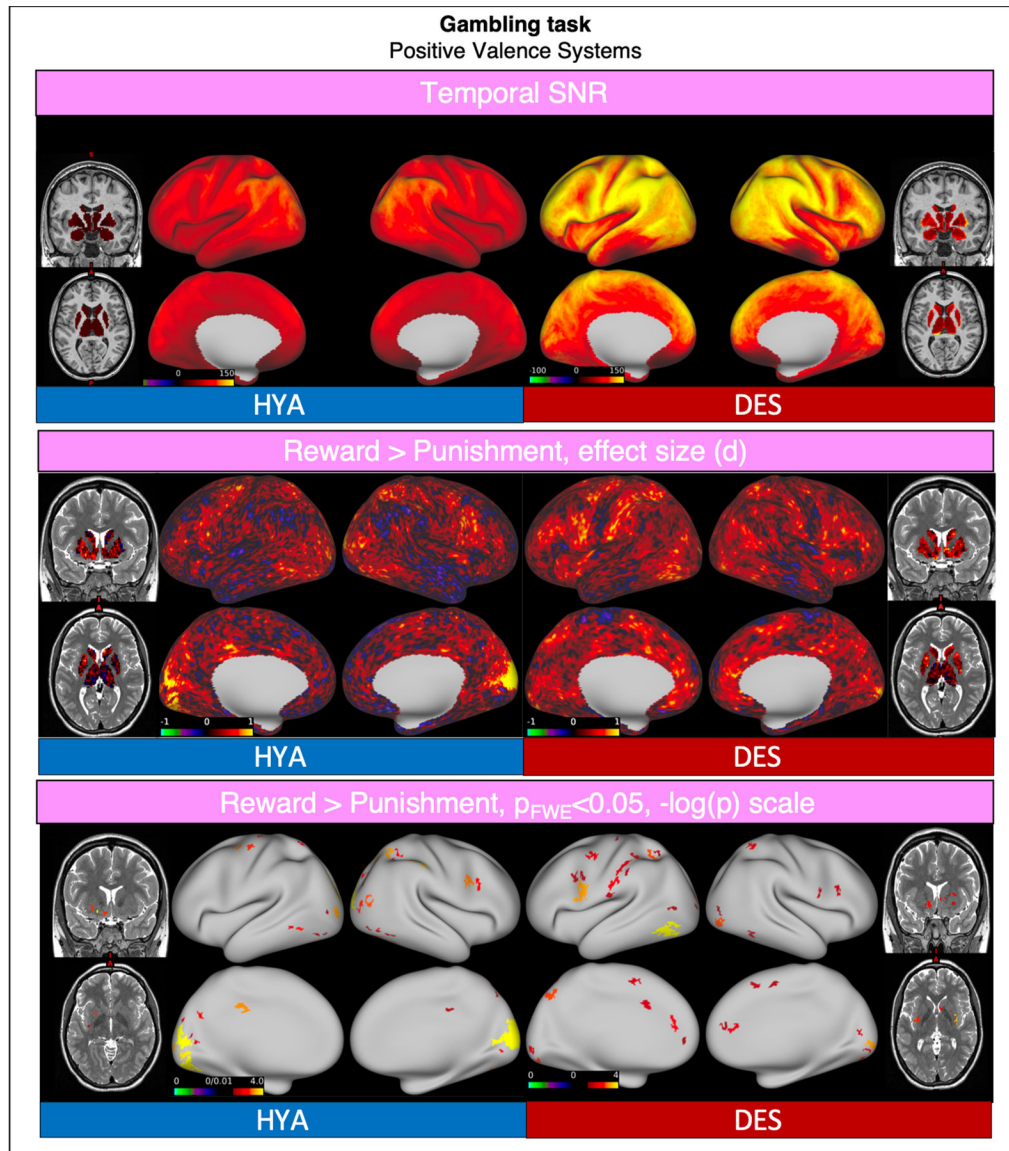 Gambling task
Positive Valence Systems
Temporal SNR
0 150
-100 0 150
HYA DES
Reward > Punishment, effect size (d)
-1 0 1
-1 0 1
HYA DES
Reward > Punishment, pFWE<0.05, -log(p) scale
0 0/0.01 4.0
0 0 4
HYA DES